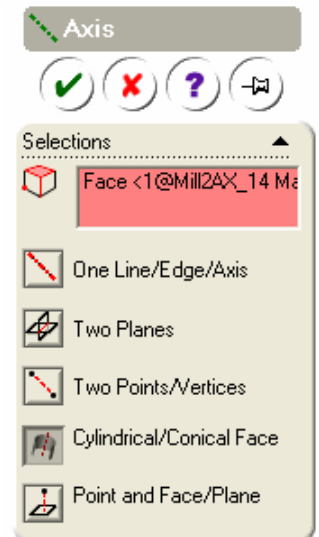 Axis
?
Selections
Face <1@Mill2AX_14 Ma
One Line/Edge/Axis
Two Planes
Two Points/Vertices
Cylindrical/Conical Face
Point and Face/Plane